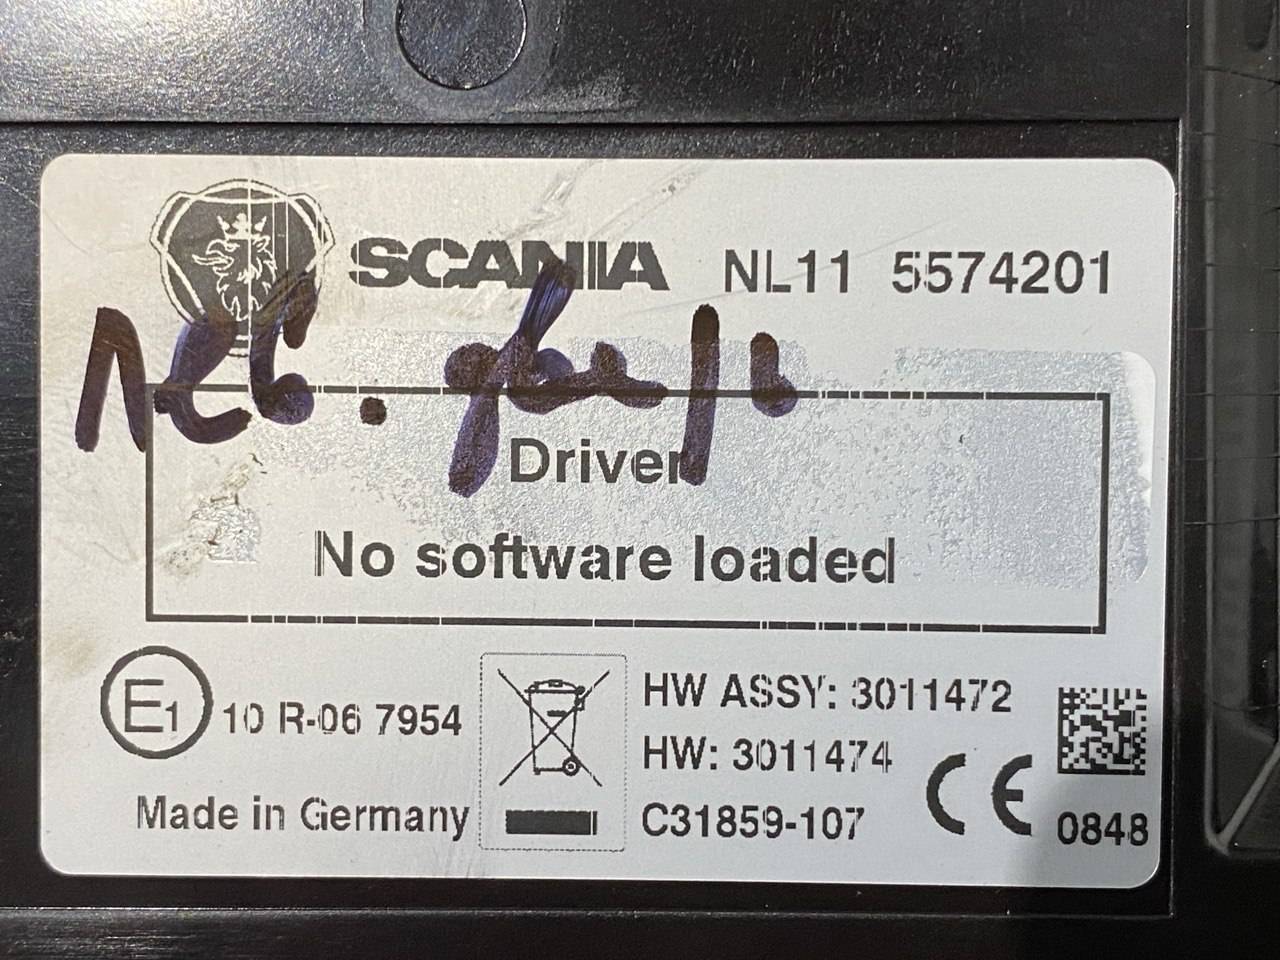 SCANIA NL11 5574201
Driver
No software loaded
E1 10 R-06 7954
HW ASSY: 3011472
HW: 3011474
Made in Germany
C31859-107
CE
0848